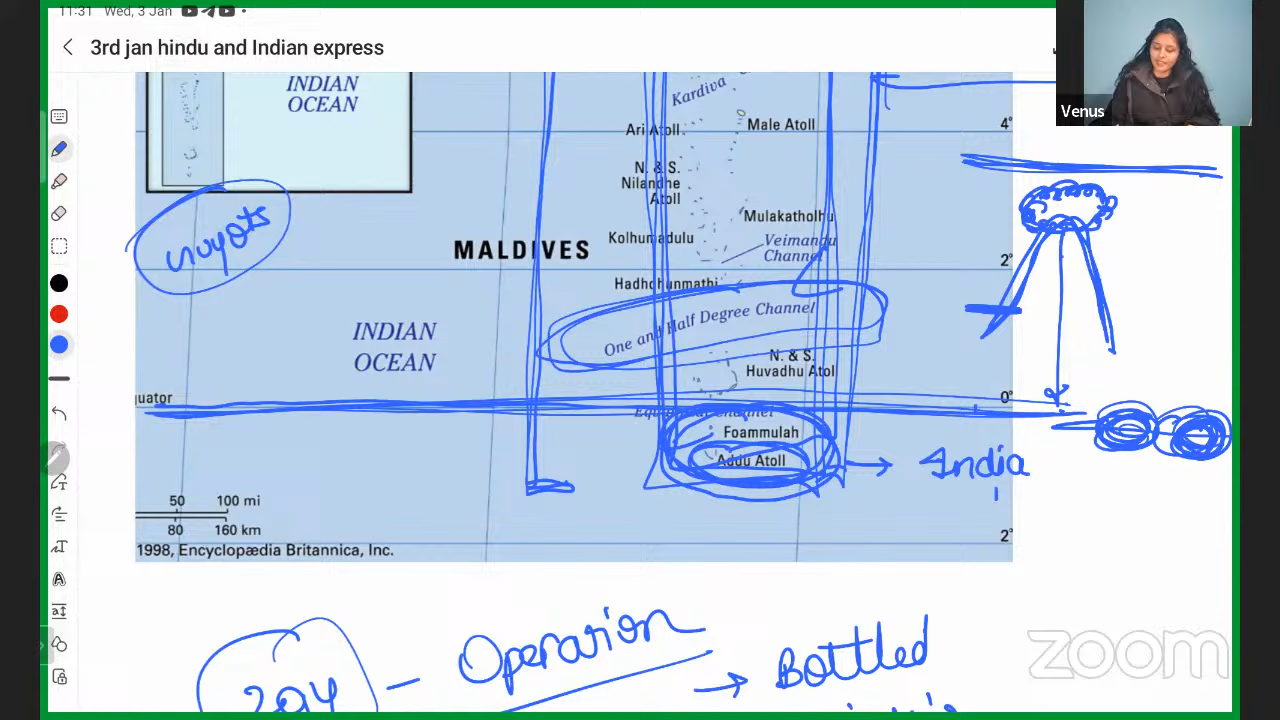 11:31 Wed, 3 Jan
3rd jan hindu and Indian express
Venus
INDIAN
OCEAN
Kardiva
Ari Atoll
Male Atoll
4°
N. & S.
Nilandhe
Atoll
Mulakatholhu
Kolhumadulu
Veimandu
Channel
MALDIVES
2°
Hadhdhunmathi
One and Half Degree Channel
INDIAN
OCEAN
N. & S.
Huvadhu Atoll
uator
0°
Equatorial Channel
Foammulah
Addu Atoll
India
50 100 mi
80 160 km
2°
1998, Encyclopædia Britannica, Inc.
Operation
Bottled
zoom